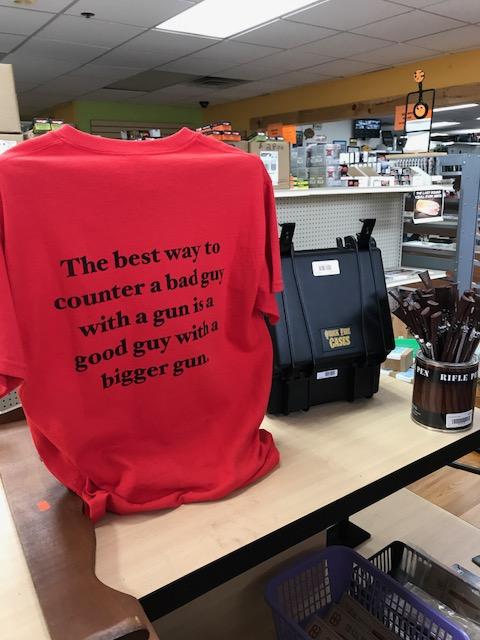 The best way to
counter a bad guy
with a gun is a
good guy with a
bigger gun.
QUICK FIRE
CASES
PEN RIFLE P